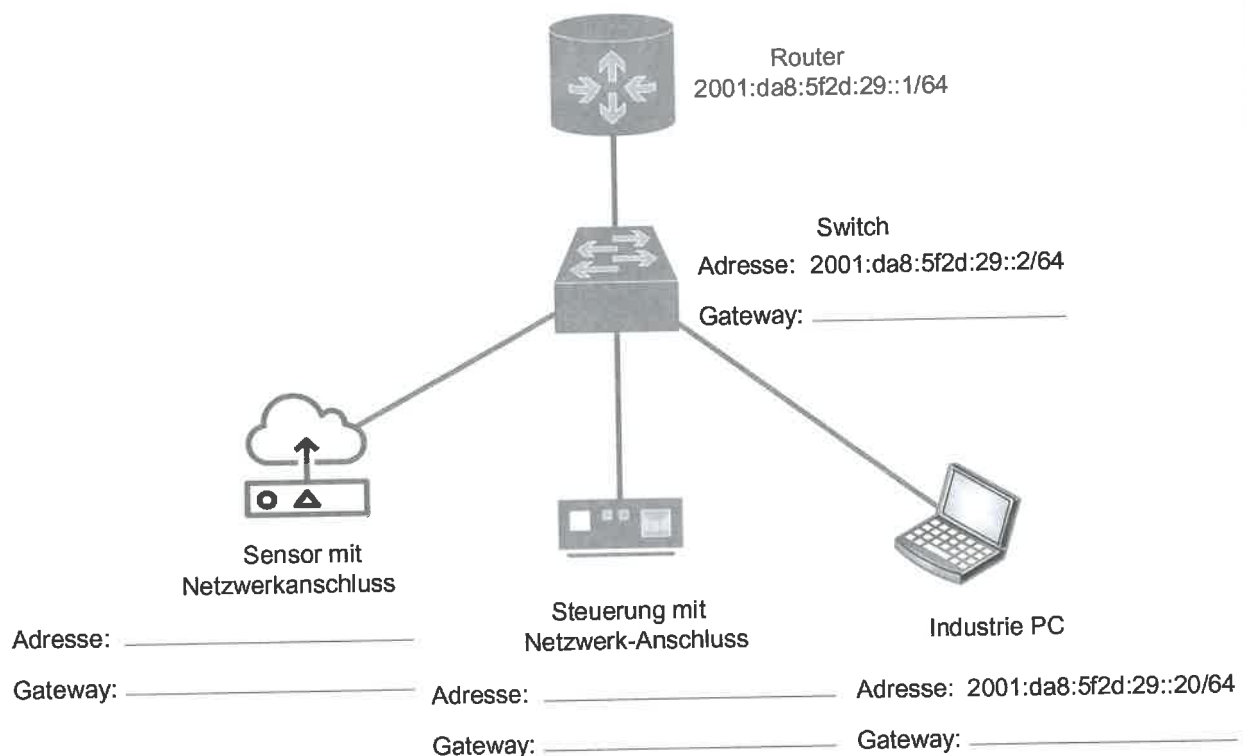 Router
2001:da8:5f2d:29::1/64
Switch
Adresse: 2001:da8:5f2d:29::2/64
Gateway:
Sensor mit
Netzwerkanschluss
Adresse:
Gateway:
Steuerung mit
Netzwerk-Anschluss
Adresse:
Gateway:
Industrie PC
Adresse: 2001:da8:5f2d:29::20/64
Gateway: